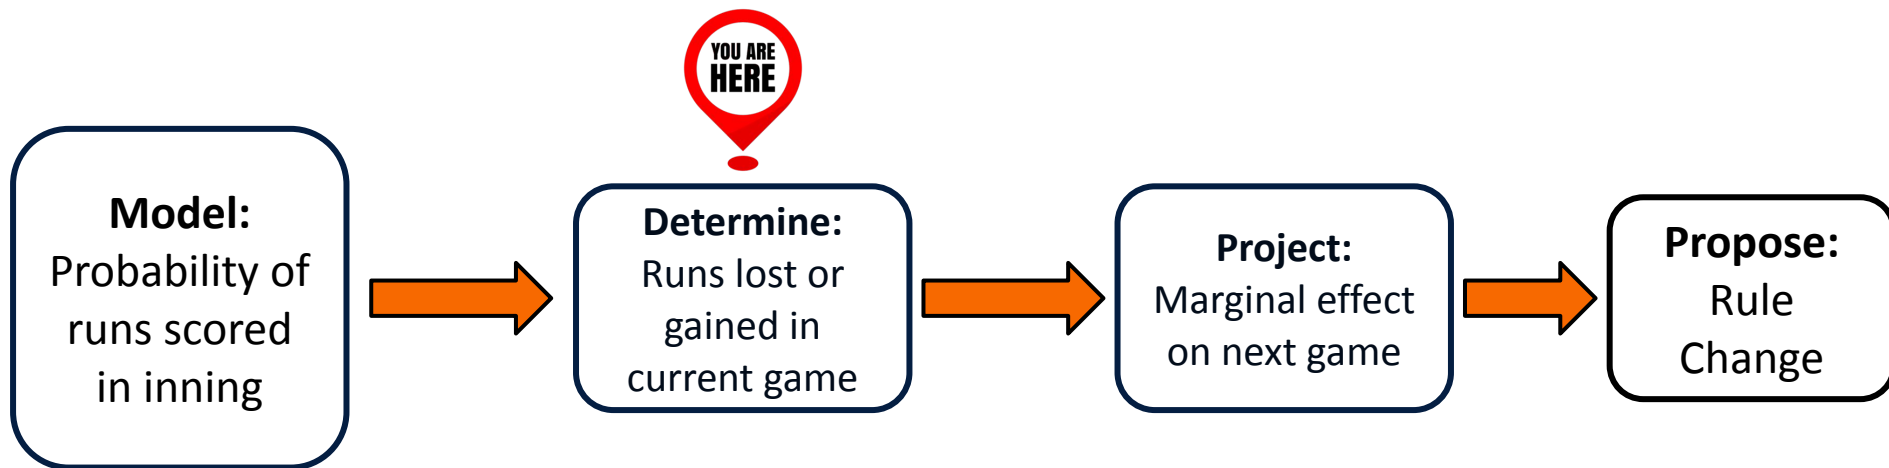 YOU ARE
HERE
Model:
Probability of
runs scored
in inning
Determine:
Runs lost or
gained in
current game
Project:
Marginal effect
on next game
Propose:
Rule
Change